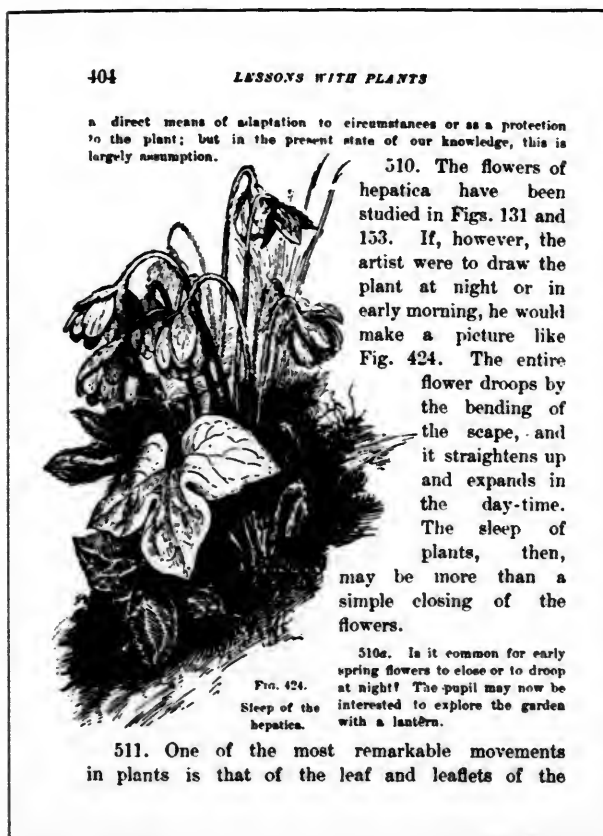 404
LESSONS WITH PLANTS
a direct means of adaptation to circumstances or as a protection
to the plant; but in the present state of our knowledge, this is
largely assumption.
510. The flowers of
hepatica have been
studied in Figs. 131 and
153. If, however, the
artist were to draw the
plant at night or in
early morning, he would
make a picture like
Fig. 424. The entire
flower droops by
the bending of
the scape, and
it straightens up
and expands in
the day-time.
The sleep of
plants, then,
may be more than a
simple closing of the
flowers.
510a. Is it common for early
spring flowers to close or to droop
at night? The pupil may now be
interested to explore the garden
with a lantern.
FIG. 424.
Sleep of the
hepatica.
511. One of the most remarkable movements
in plants is that of the leaf and leaflets of the